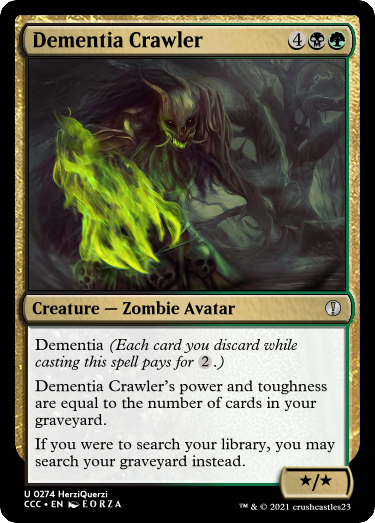 Dementia Crawler 4
Creature — Zombie Avatar
Dementia (Each card you discard while
casting this spell pays for 2.)
Dementia Crawler's power and toughness
are equal to the number of cards in your
graveyard.
If you were to search your library, you may
search your graveyard instead.
★/★
U 0274 HerziQuerzi
CCC • EN EORZA
™ & © 2021 crushcastles23